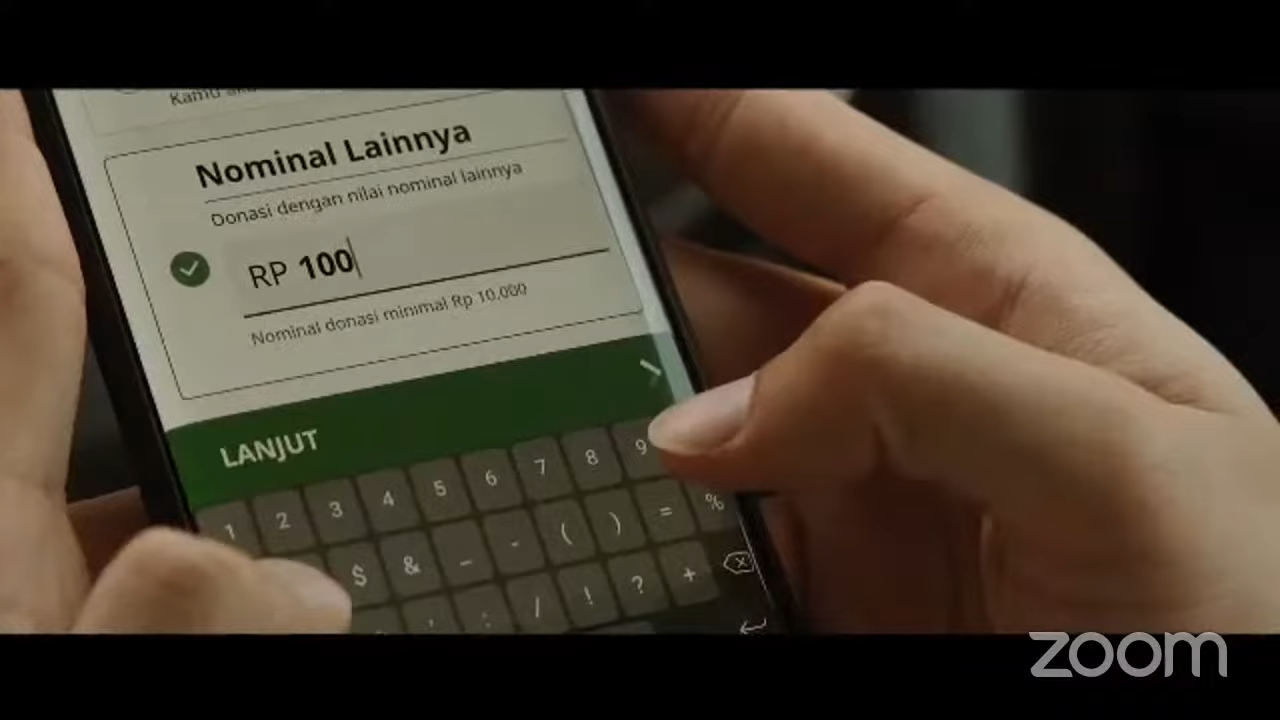 Kamu
Nominal Lainnya
Donasi dengan nilai nominal lainnya
RP 100
Nominal donasi minimal Rp 10.000
LANJUT
1 2 3 4 5 6 7 8 9
$ & _ - ( ) = %
' : / ! ? +
zoom